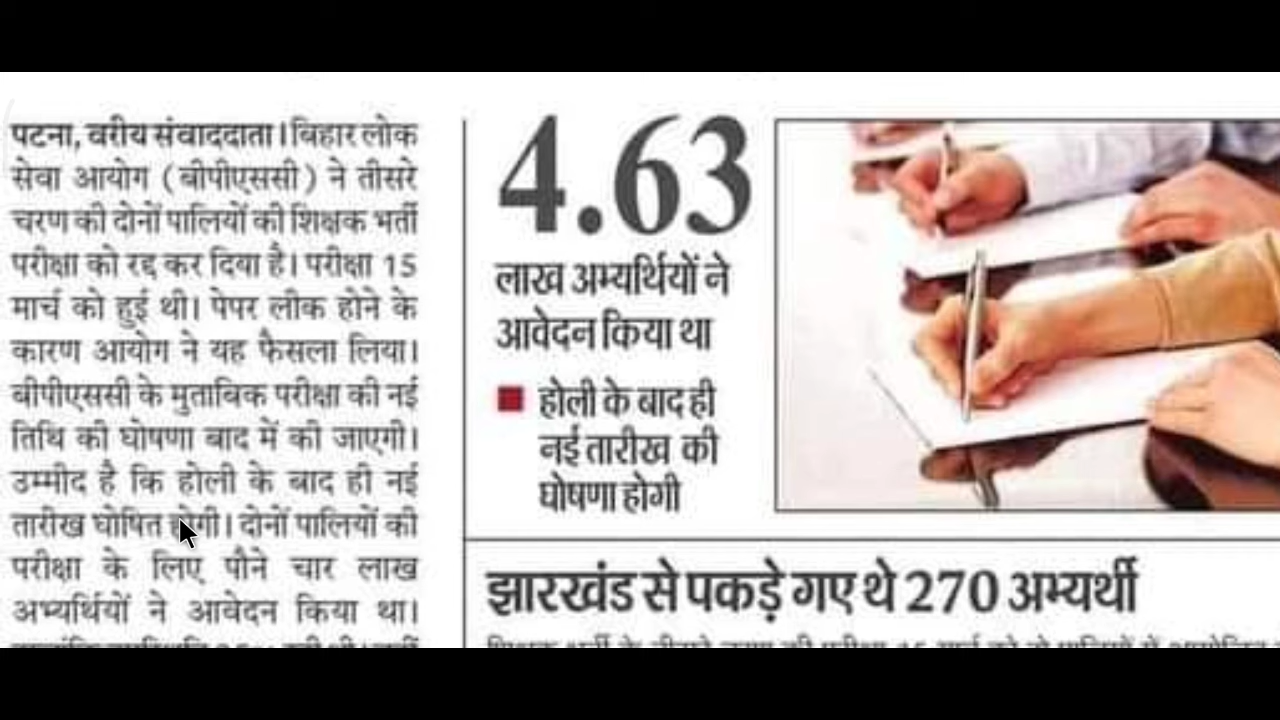 पटना, वरीय संवाददाता। बिहार लोक
सेवा आयोग (बीपीएससी) ने तीसरे
चरण की दोनों पालियों की शिक्षक भर्ती
परीक्षा को रद्द कर दिया है। परीक्षा 15
मार्च को हुई थी। पेपर लीक होने के
कारण आयोग ने यह फैसला लिया।
बीपीएससी के मुताबिक परीक्षा की नई
तिथि की घोषणा बाद में की जाएगी।
उम्मीद है कि होली के बाद ही नई
तारीख घोषित होगी। दोनों पालियों की
परीक्षा के लिए पौने चार लाख
अभ्यर्थियों ने आवेदन किया था।
4.63
लाख अभ्यर्थियों ने
आवेदन किया था
होली के बाद ही
नई तारीख की
घोषणा होगी
झारखंड से पकड़े गए थे 270 अभ्यर्थी